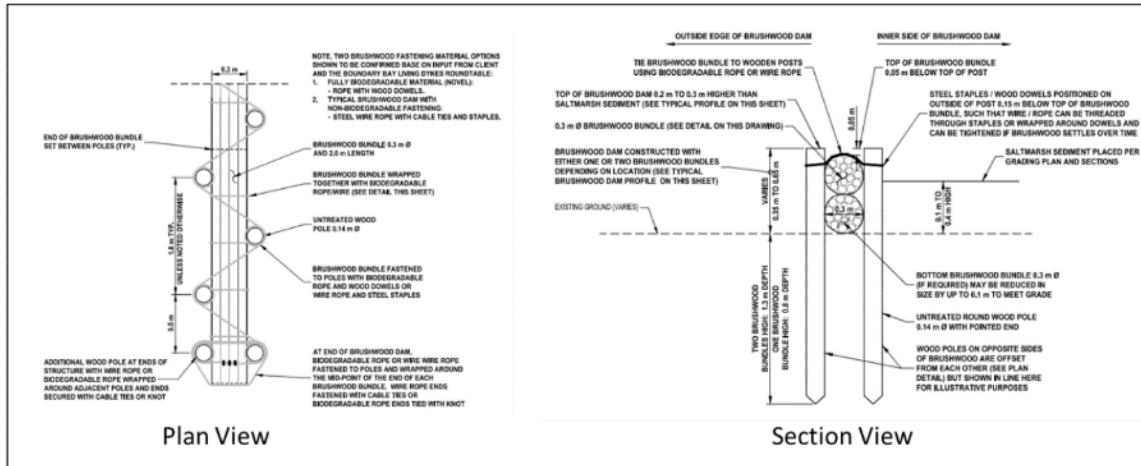 0.3 m
NOTE, TWO BRUSHWOOD FASTENING MATERIAL OPTIONS
SHOWN TO BE CONFIRMED BASE ON INPUT FROM CLIENT
AND THE BOUNDARY BAY LIVING DYKES ROUNDTABLE:
1. FULLY BIODEGRADABLE MATERIAL (NOVEL):
- ROPE WITH WOOD DOWELS.
2. TYPICAL BRUSHWOOD DAM WITH
NON-BIODEGRADABLE FASTENING.
- STEEL WIRE ROPE WITH CABLE TIES AND STAPLES.
END OF BRUSHWOOD BUNDLE
SET BETWEEN POLES (TYP.)
BRUSHWOOD BUNDLE 0.3 m Ø
AND 2.0 m LENGTH
BRUSHWOOD BUNDLE WRAPPED
TOGETHER WITH BIODEGRADABLE
ROPE/WIRE (SEE DETAIL THIS SHEET)
UNTREATED WOOD
POLE 0.14 m Ø
1.0 m TYP.
UNLESS NOTED OTHERWISE
BRUSHWOOD BUNDLE FASTENED
TO POLES WITH BIODEGRADABLE
ROPE AND WOOD DOWELS OR
WIRE ROPE AND STEEL STAPLES
0.5 m
ADDITIONAL WOOD POLE AT ENDS OF
STRUCTURE WITH WIRE ROPE OR
BIODEGRADABLE ROPE WRAPPED
AROUND ADJACENT POLES AND ENDS
SECURED WITH CABLE TIES OR KNOT
AT END OF BRUSHWOOD DAM,
BIODEGRADABLE ROPE OR WIRE WIRE ROPE
FASTENED TO POLES AND WRAPPED AROUND
THE MID-POINT OF THE END OF EACH
BRUSHWOOD BUNDLE. WIRE ROPE ENDS
FASTENED WITH CABLE TIES OR
BIODEGRADABLE ROPE ENDS TIED WITH KNOT
Plan View
OUTSIDE EDGE OF BRUSHWOOD DAM
INNER SIDE OF BRUSHWOOD DAM
TIE BRUSHWOOD BUNDLE TO WOODEN POSTS
USING BIODEGRADABLE ROPE OR WIRE ROPE
TOP OF BRUSHWOOD BUNDLE
0.05 m BELOW TOP OF POST
TOP OF BRUSHWOOD DAM 0.2 m TO 0.3 m HIGHER THAN
SALTMARSH SEDIMENT (SEE TYPICAL PROFILE ON THIS SHEET)
0.05 m
STEEL STAPLES / WOOD DOWELS POSITIONED ON
OUTSIDE OF POST 0.15 m BELOW TOP OF BRUSHWOOD
BUNDLE, SUCH THAT WIRE / ROPE CAN BE THREADED
THROUGH STAPLES OR WRAPPED AROUND DOWELS AND
CAN BE TIGHTENED IF BRUSHWOOD SETTLES OVER TIME
0.3 m Ø BRUSHWOOD BUNDLE (SEE DETAIL ON THIS DRAWING)
BRUSHWOOD DAM CONSTRUCTED WITH
EITHER ONE OR TWO BRUSHWOOD BUNDLES
DEPENDING ON LOCATION (SEE TYPICAL
BRUSHWOOD DAM PROFILE ON THIS SHEET)
SALTMARSH SEDIMENT PLACED PER
GRADING PLAN AND SECTIONS
VARIES
0.35 m TO 0.65 m
0.3 m
0.1 m TO
0.4 m HIGH
EXISTING GROUND (VARIES)
TWO BRUSHWOOD
BUNDLES HIGH: 1.3 m DEPTH
ONE BRUSHWOOD
BUNDLE HIGH: 0.8 m DEPTH
BOTTOM BRUSHWOOD BUNDLE 0.3 m Ø
(IF REQUIRED) MAY BE REDUCED IN
SIZE BY UP TO 0.1 m TO MEET GRADE
UNTREATED ROUND WOOD POLE
0.14 m Ø WITH POINTED END
WOOD POLES ON OPPOSITE SIDES
OF BRUSHWOOD ARE OFFSET
FROM EACH OTHER (SEE PLAN
DETAIL) BUT SHOWN IN LINE HERE
FOR ILLUSTRATIVE PURPOSES
Section View